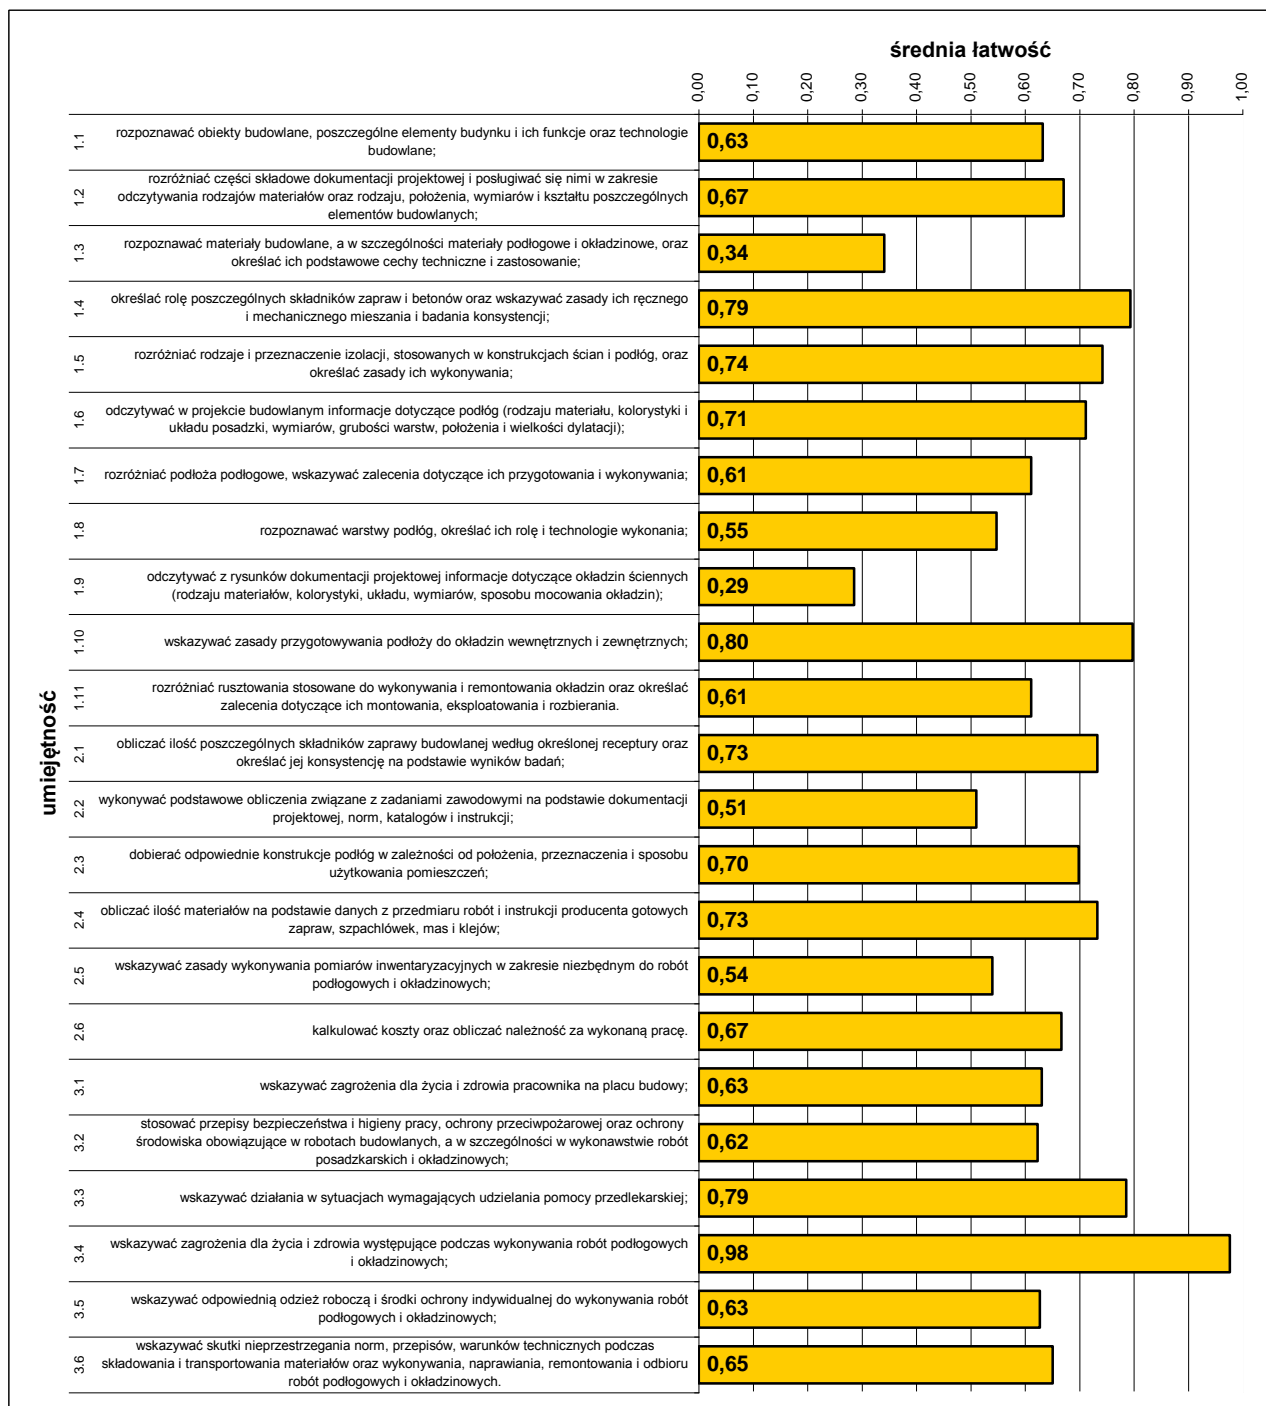 średnia łatwość
0,00
0,10
0,20
0,30
0,40
0,50
0,60
0,70
0,80
0,90
1,00
umiejętność
1.1
rozpoznawać obiekty budowlane, poszczególne elementy budynku i ich funkcje oraz technologie
budowlane;
0,63
1.2
rozróżniać części składowe dokumentacji projektowej i posługiwać się nimi w zakresie
odczytywania rodzajów materiałów oraz rodzaju, położenia, wymiarów i kształtu poszczególnych
elementów budowlanych;
0,67
1.3
rozpoznawać materiały budowlane, a w szczególności materiały podłogowe i okładzinowe, oraz
określać ich podstawowe cechy techniczne i zastosowanie;
0,34
1.4
określać rolę poszczególnych składników zapraw i betonów oraz wskazywać zasady ich ręcznego
i mechanicznego mieszania i badania konsystencji;
0,79
1.5
rozróżniać rodzaje i przeznaczenie izolacji, stosowanych w konstrukcjach ścian i podłóg, oraz
określać zasady ich wykonywania;
0,74
1.6
odczytywać w projekcie budowlanym informacje dotyczące podłóg (rodzaju materiału, kolorystyki i
układu posadzki, wymiarów, grubości warstw, położenia i wielkości dylatacji);
0,71
1.7
rozróżniać podłoża podłogowe, wskazywać zalecenia dotyczące ich przygotowania i wykonywania;
0,61
1.8
rozpoznawać warstwy podłóg, określać ich rolę i technologie wykonania;
0,55
1.9
odczytywać z rysunków dokumentacji projektowej informacje dotyczące okładzin ściennych
(rodzaju materiałów, kolorystyki, układu, wymiarów, sposobu mocowania okładzin);
0,29
1.10
wskazywać zasady przygotowywania podłoży do okładzin wewnętrznych i zewnętrznych;
0,80
1.11
rozróżniać rusztowania stosowane do wykonywania i remontowania okładzin oraz określać
zalecenia dotyczące ich montowania, eksploatowania i rozbierania.
0,61
2.1
obliczać ilość poszczególnych składników zaprawy budowlanej według określonej receptury oraz
określać jej konsystencję na podstawie wyników badań;
0,73
2.2
wykonywać podstawowe obliczenia związane z zadaniami zawodowymi na podstawie dokumentacji
projektowej, norm, katalogów i instrukcji;
0,51
2.3
dobierać odpowiednie konstrukcje podłóg w zależności od położenia, przeznaczenia i sposobu
użytkowania pomieszczeń;
0,70
2.4
obliczać ilość materiałów na podstawie danych z przedmiaru robót i instrukcji producenta gotowych
zapraw, szpachlówek, mas i klejów;
0,73
2.5
wskazywać zasady wykonywania pomiarów inwentaryzacyjnych w zakresie niezbędnym do robót
podłogowych i okładzinowych;
0,54
2.6
kalkulować koszty oraz obliczać należność za wykonaną pracę.
0,67
3.1
wskazywać zagrożenia dla życia i zdrowia pracownika na placu budowy;
0,63
3.2
stosować przepisy bezpieczeństwa i higieny pracy, ochrony przeciwpożarowej oraz ochrony
środowiska obowiązujące w robotach budowlanych, a w szczególności w wykonawstwie robót
posadzkarskich i okładzinowych;
0,62
3.3
wskazywać działania w sytuacjach wymagających udzielania pomocy przedlekarskiej;
0,79
3.4
wskazywać zagrożenia dla życia i zdrowia występujące podczas wykonywania robót podłogowych
i okładzinowych;
0,98
3.5
wskazywać odpowiednią odzież roboczą i środki ochrony indywidualnej do wykonywania robót
podłogowych i okładzinowych;
0,63
3.6
wskazywać skutki nieprzestrzegania norm, przepisów, warunków technicznych podczas
składowania i transportowania materiałów oraz wykonywania, naprawiania, remontowania i odbioru
robót podłogowych i okładzinowych.
0,65